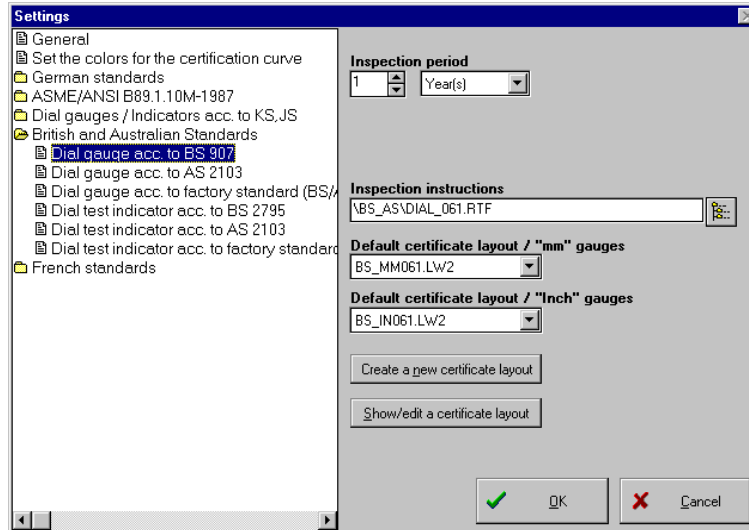 Settings
General
Set the colors for the certification curve
German standards
ASME/ANSI B89.1.10M-1987
Dial gauges / Indicators acc. to KS,JS
British and Australian Standards
Dial gauge acc. to BS 907
Dial gauge acc. to AS 2103
Dial gauge acc. to factory standard (BS/A
Dial test indicator acc. to BS 2795
Dial test indicator acc. to AS 2103
Dial test indicator acc. to factory standard
French standards
Inspection period
1 Year(s)
Inspection instructions
\BS_AS\DIAL_061.RTF
Default certificate layout / "mm" gauges
BS_MM061.LW2
Default certificate layout / "Inch" gauges
BS_IN061.LW2
Create a new certificate layout
Show/edit a certificate layout
OK Cancel